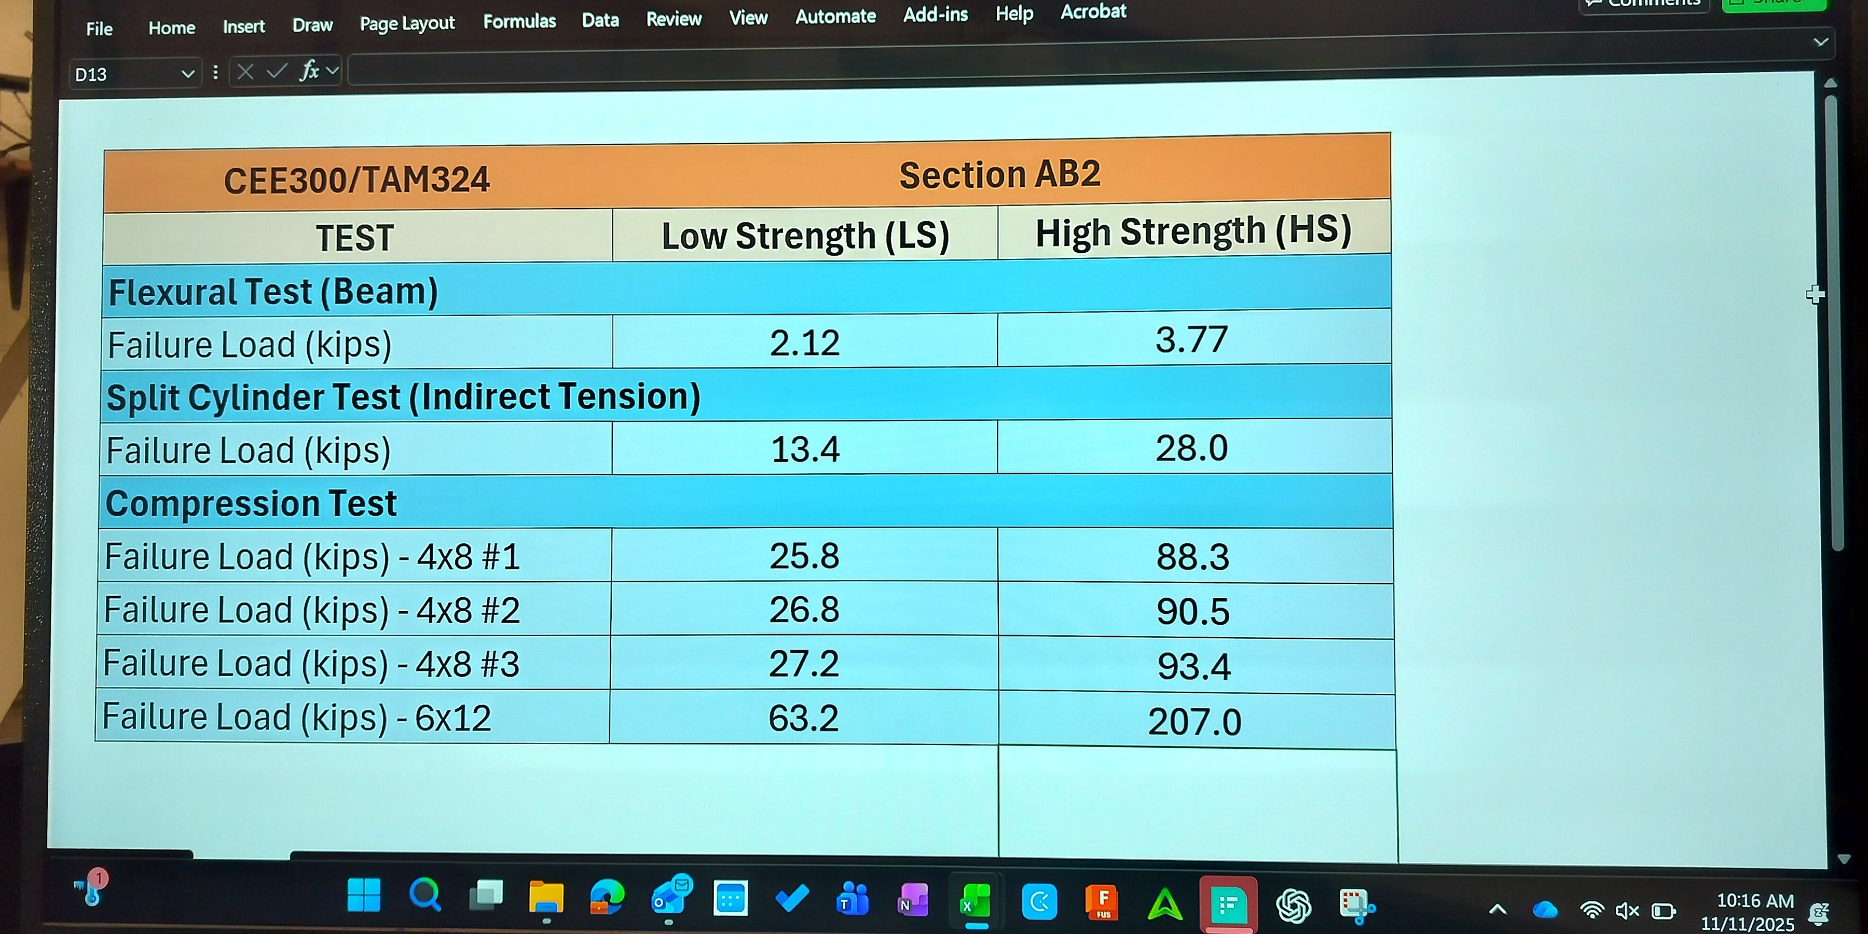 File Home Insert Draw Page Layout Formulas Data Review View Automate Add-ins Help Acrobat
Comments
D13 fx
CEE300/TAM324 Section AB2
TEST Low Strength (LS) High Strength (HS)
Flexural Test (Beam)
Failure Load (kips) 2.12 3.77
Split Cylinder Test (Indirect Tension)
Failure Load (kips) 13.4 28.0
Compression Test
Failure Load (kips) - 4x8 #1 25.8 88.3
Failure Load (kips) - 4x8 #2 26.8 90.5
Failure Load (kips) - 4x8 #3 27.2 93.4
Failure Load (kips) - 6x12 63.2 207.0
1
F
FUS
10:16 AM
11/11/2025